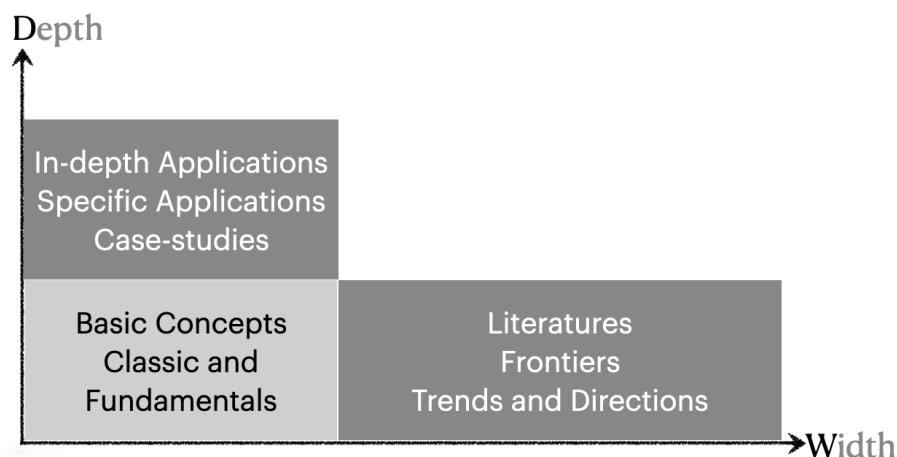 Depth
In-depth Applications
Specific Applications
Case-studies
Basic Concepts
Classic and
Fundamentals
Literatures
Frontiers
Trends and Directions
Width